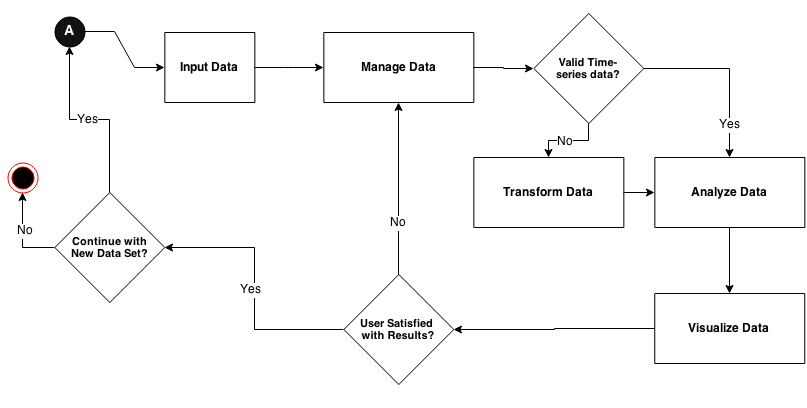 A
Input Data
Manage Data
Valid Time-
series data?
Yes
No
Yes
Transform Data
Analyze Data
No
No
Continue with
New Data Set?
Yes
User Satisfied
with Results?
Visualize Data